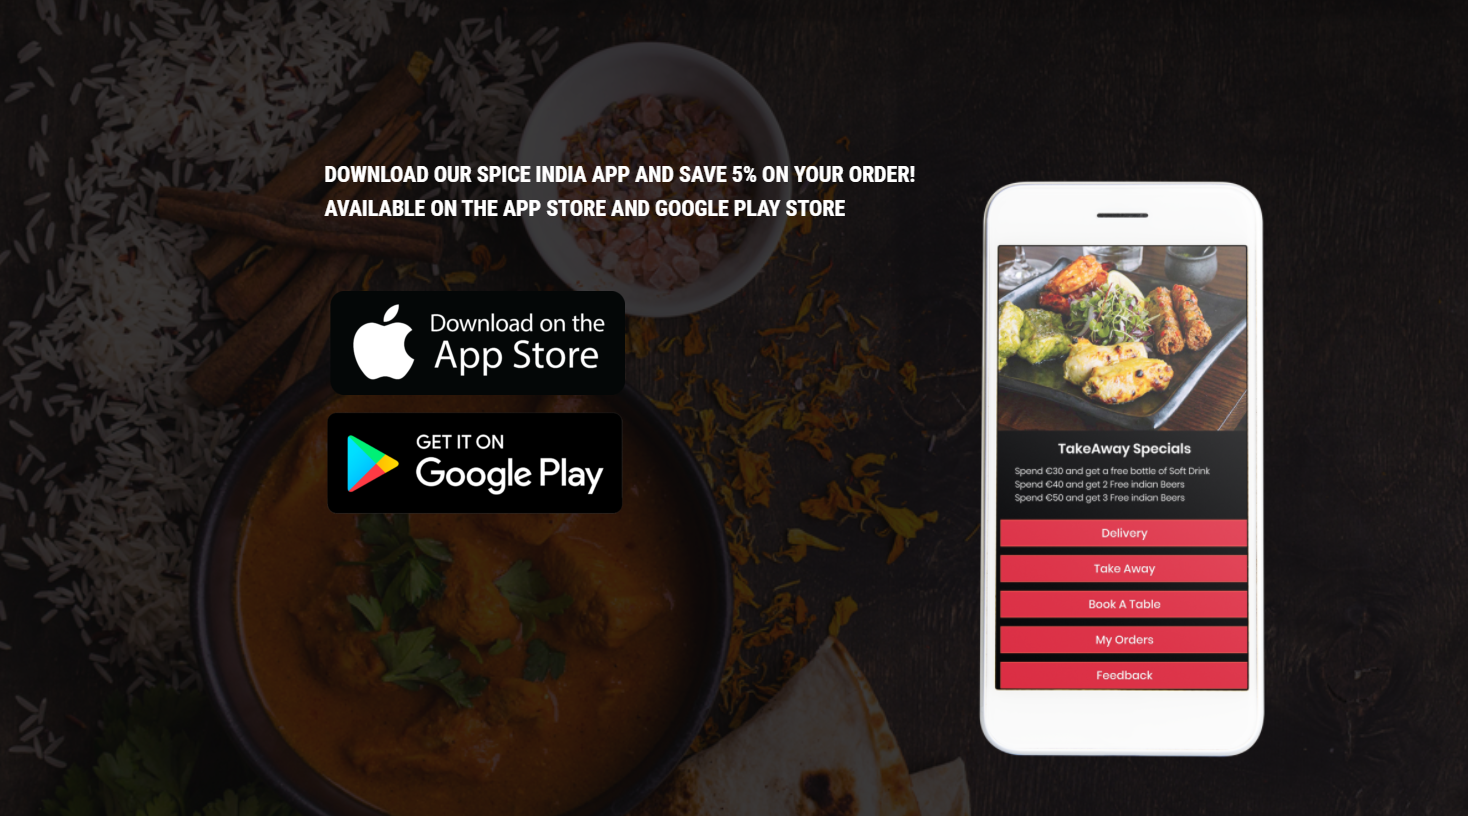 DOWNLOAD OUR SPICE INDIA APP AND SAVE 5% ON YOUR ORDER!
AVAILABLE ON THE APP STORE AND GOOGLE PLAY STORE
Download on the
App Store
GET IT ON
Google Play
TakeAway Specials
Spend €30 and get a free bottle of Soft Drink
Spend €40 and get 2 Free indian Beers
Spend €50 and get 3 Free indian Beers
Delivery
Take Away
Book A Table
My Orders
Feedback